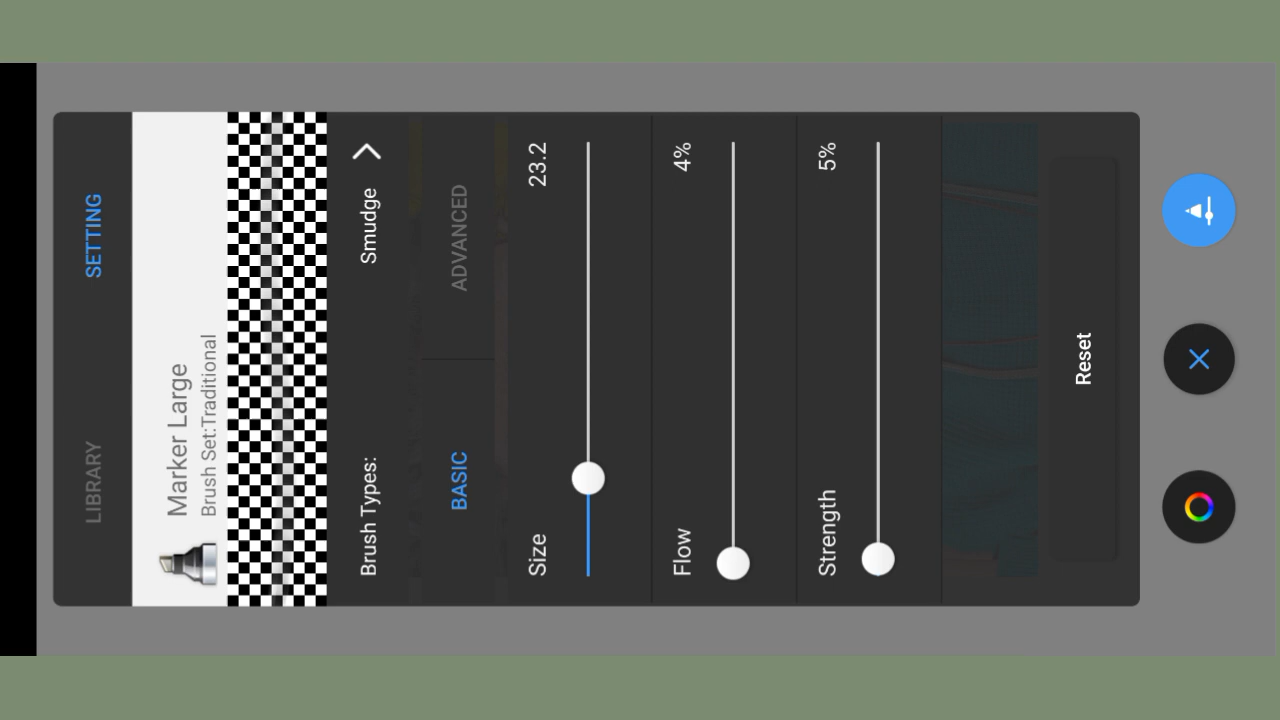 LIBRARY SETTING
Marker Large
Brush Set:Traditional
Brush Types: Smudge
BASIC ADVANCED
Size 23.2
Flow 4%
Strength 5%
Reset